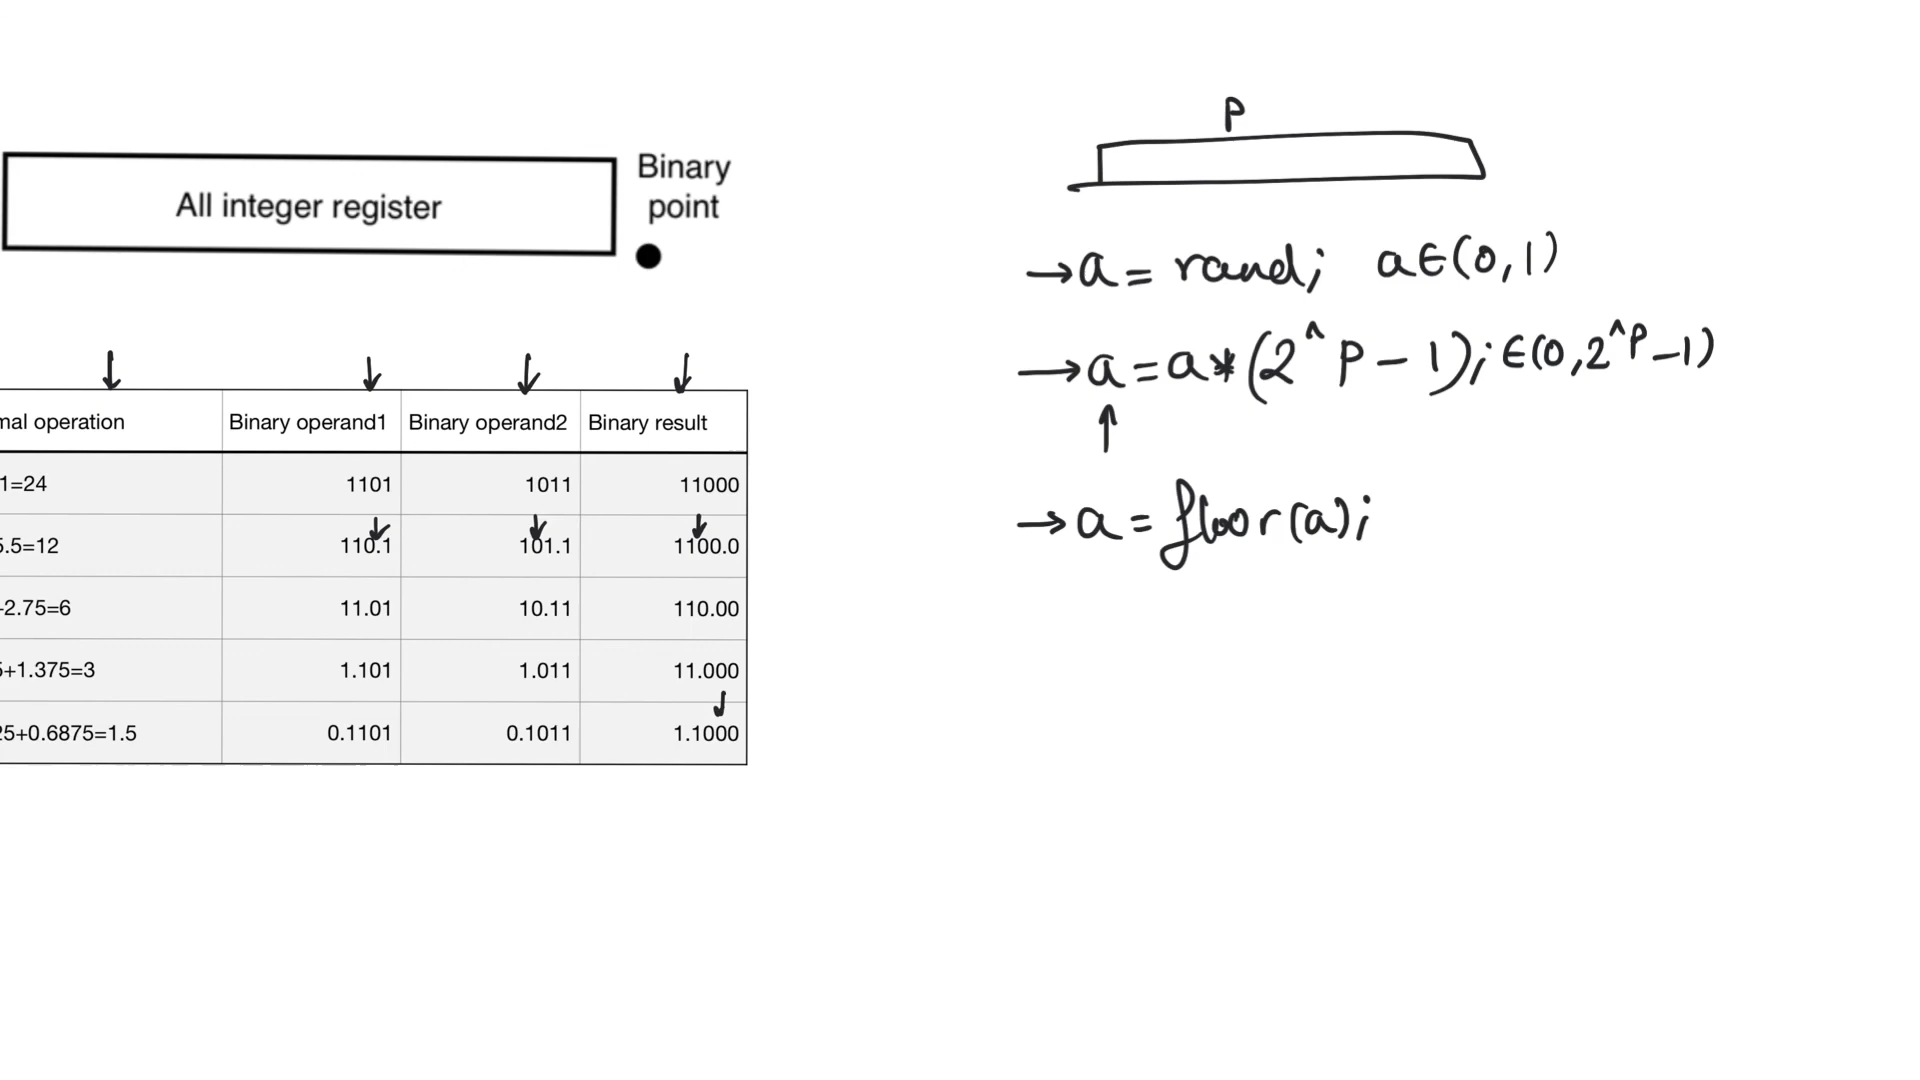 All integer register
Binary
point
mal operation Binary operand1 Binary operand2 Binary result
1=24 1101 1011 11000
5.5=12 110.1 101.1 1100.0
-2.75=6 11.01 10.11 110.00
5+1.375=3 1.101 1.011 11.000
25+0.6875=1.5 0.1101 0.1011 1.1000
P
→a = rand; a∈(0,1)
→a=a*(2^P-1);∈(0,2^P-1)
→a=floor(a);